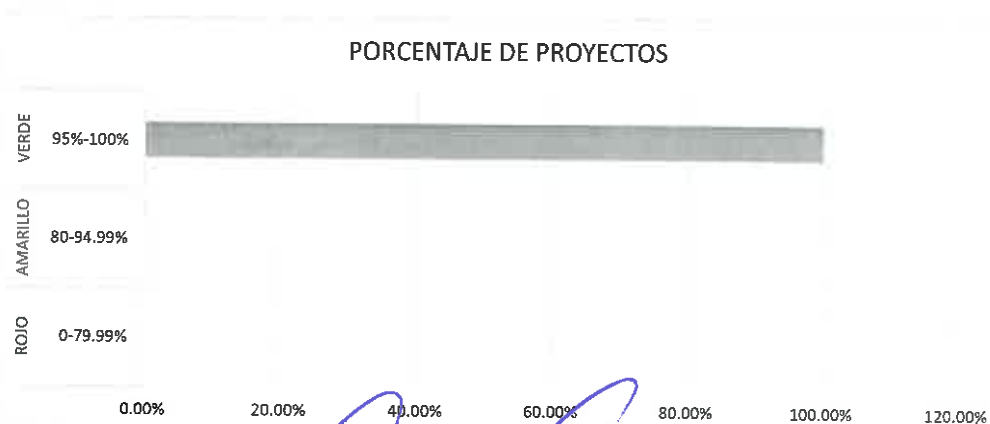 PORCENTAJE DE PROYECTOS
VERDE 95%-100%
AMARILLO 80-94.99%
ROJO 0-79.99%
0.00% 20.00% 40.00% 60.00% 80.00% 100.00% 120.00%